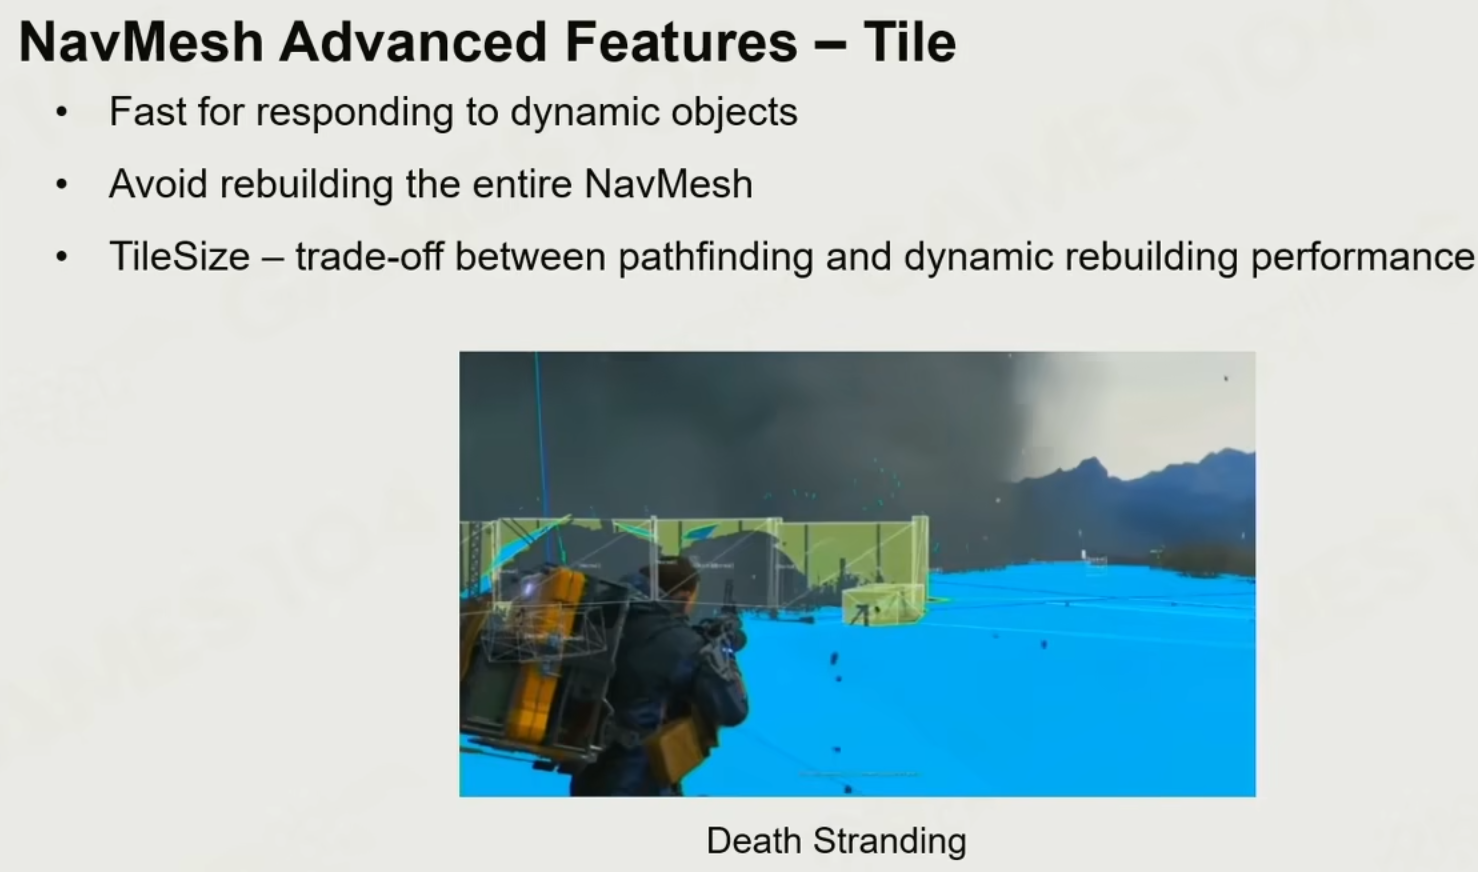 NavMesh Advanced Features – Tile
• Fast for responding to dynamic objects
• Avoid rebuilding the entire NavMesh
• TileSize – trade-off between pathfinding and dynamic rebuilding performance
Death Stranding